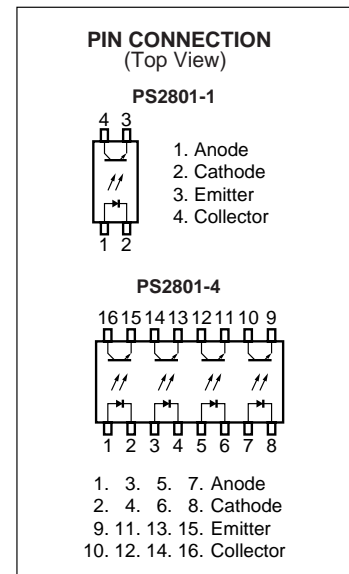 PIN CONNECTION
(Top View)
PS2801-1
4 3
1. Anode
2. Cathode
3. Emitter
4. Collector
1 2
PS2801-4
16 15 14 13 12 11 10 9
1 2 3 4 5 6 7 8
1. 3. 5. 7. Anode
2. 4. 6. 8. Cathode
9. 11. 13. 15. Emitter
10. 12. 14. 16. Collector